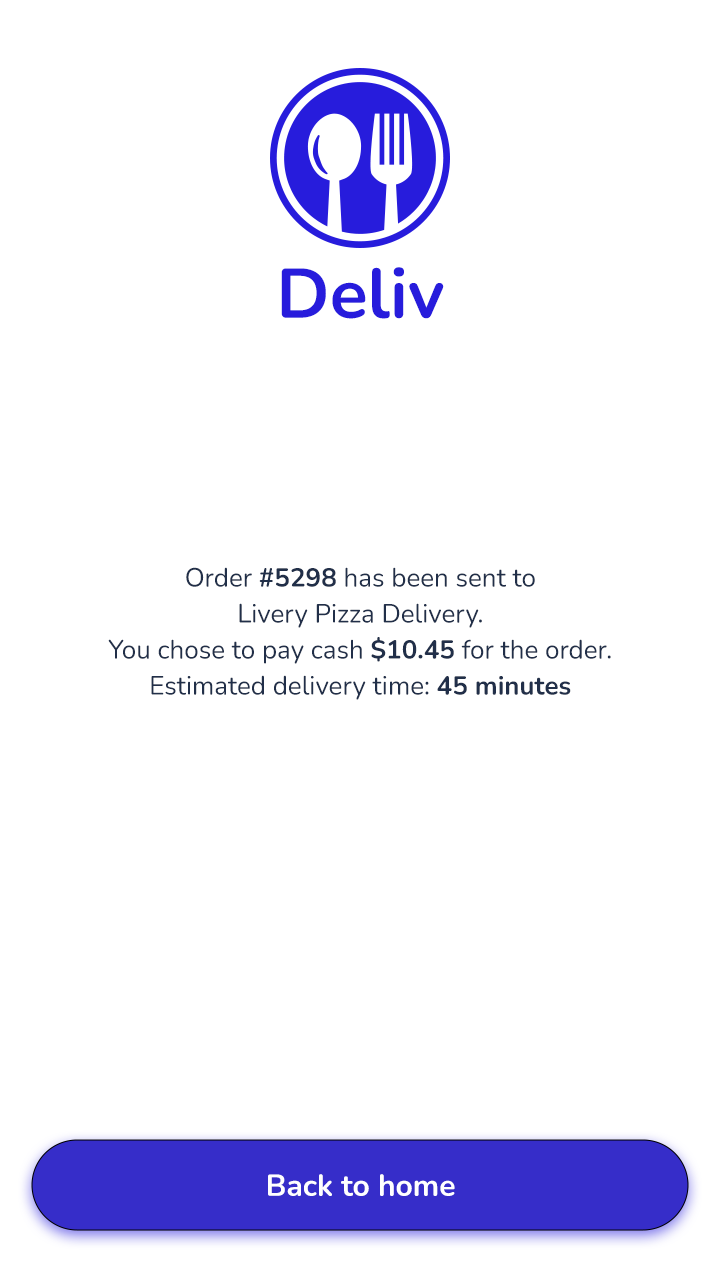 Deliv
Order #5298 has been sent to
Livery Pizza Delivery.
You chose to pay cash $10.45 for the order.
Estimated delivery time: 45 minutes
Back to home